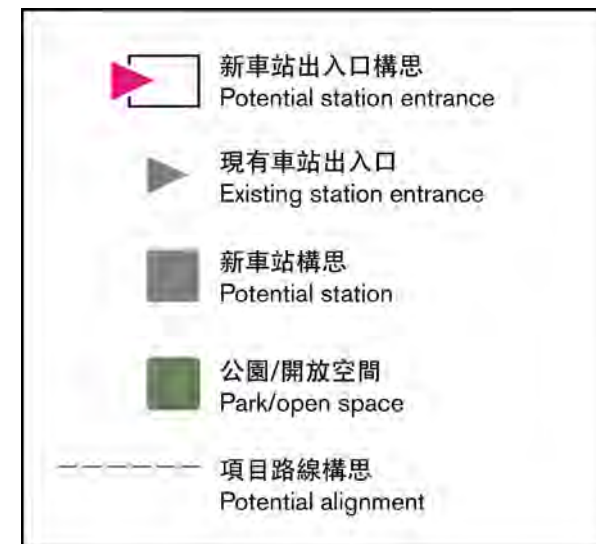 新車站出入口構思
Potential station entrance
現有車站出入口
Existing station entrance
新車站構思
Potential station
公園/開放空間
Park/open space
項目路線構思
Potential alignment